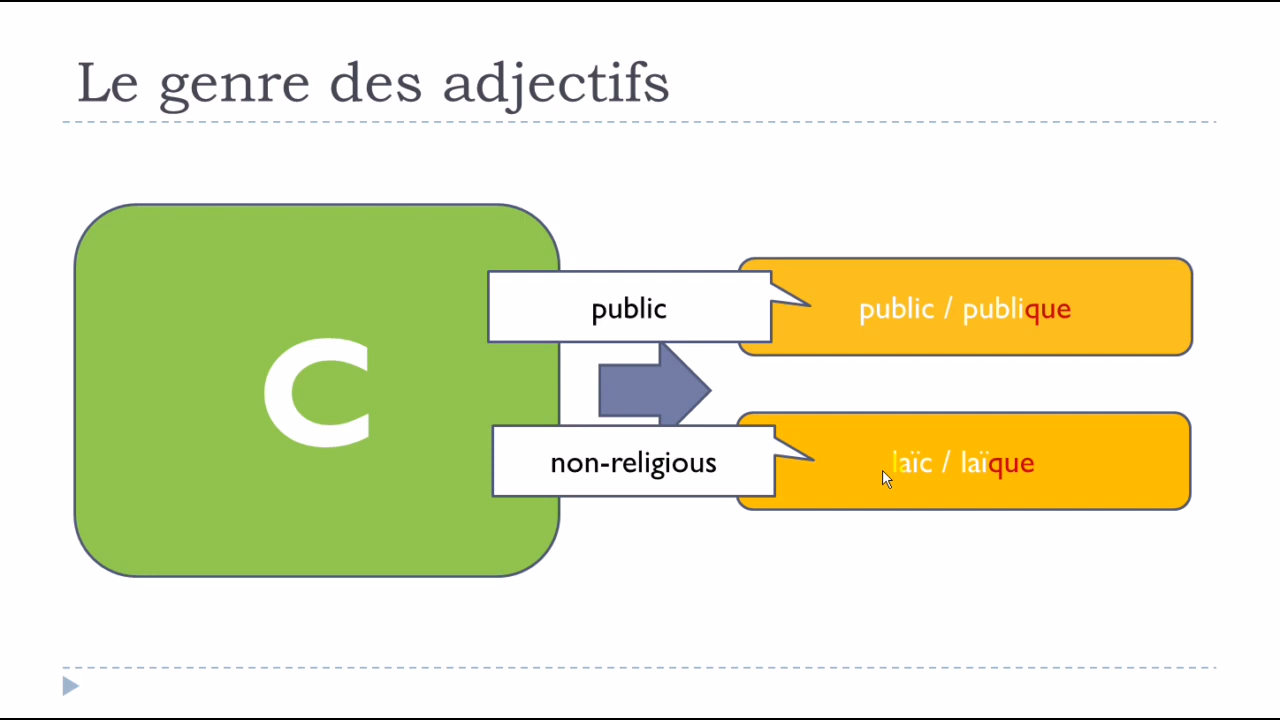 Le genre des adjectifs
C
public
public / publique
non-religious
laïc / laïque